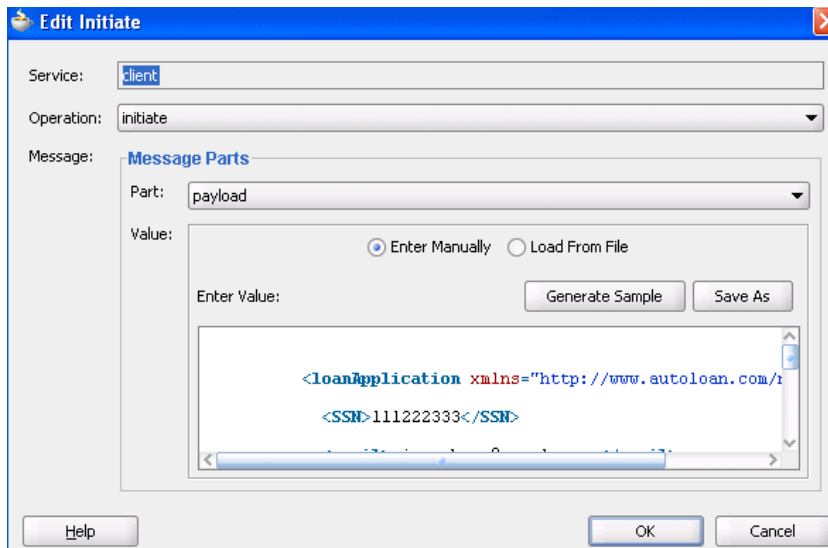 Edit Initiate
Service: client
Operation: initiate
Message: Message Parts
Part: payload
Value:
Enter Manually Load From File
Enter Value: Generate Sample Save As
<loanApplication xmlns="http://www.autoloan.com/
<SSN>111222333</SSN>
Help OK Cancel